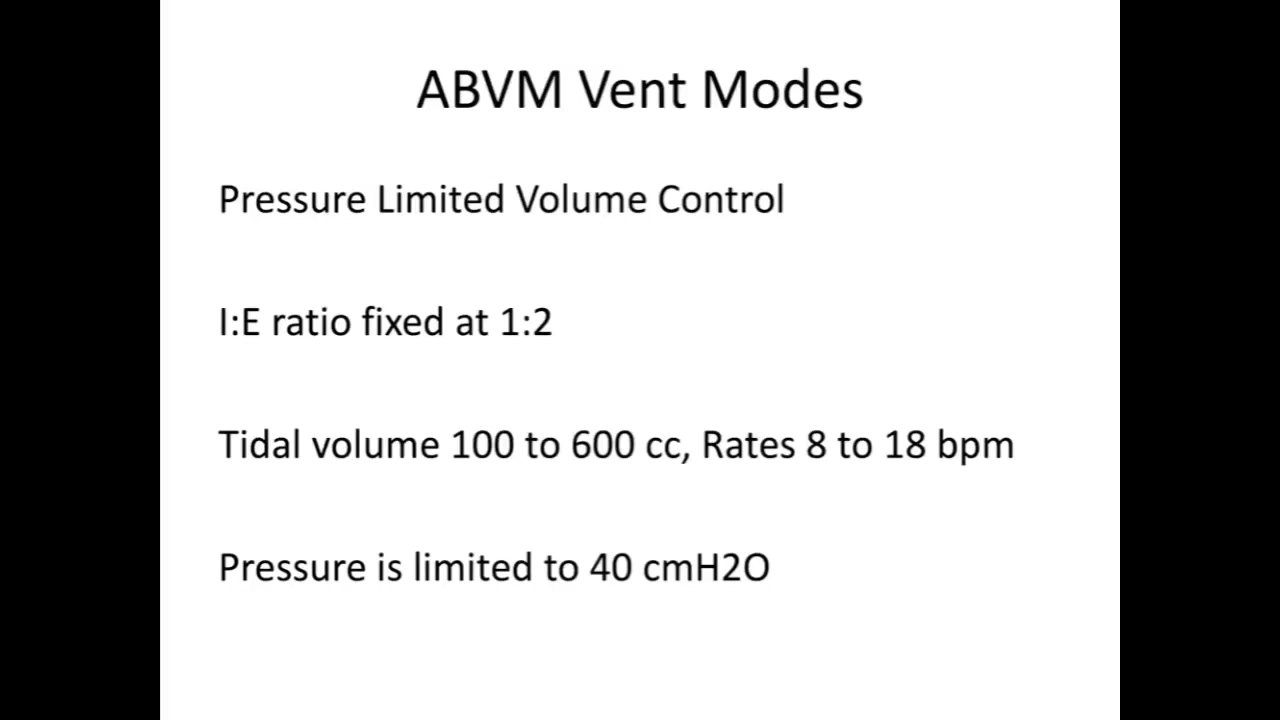 ABVM Vent Modes
Pressure Limited Volume Control
I:E ratio fixed at 1:2
Tidal volume 100 to 600 cc, Rates 8 to 18 bpm
Pressure is limited to 40 cmH2O